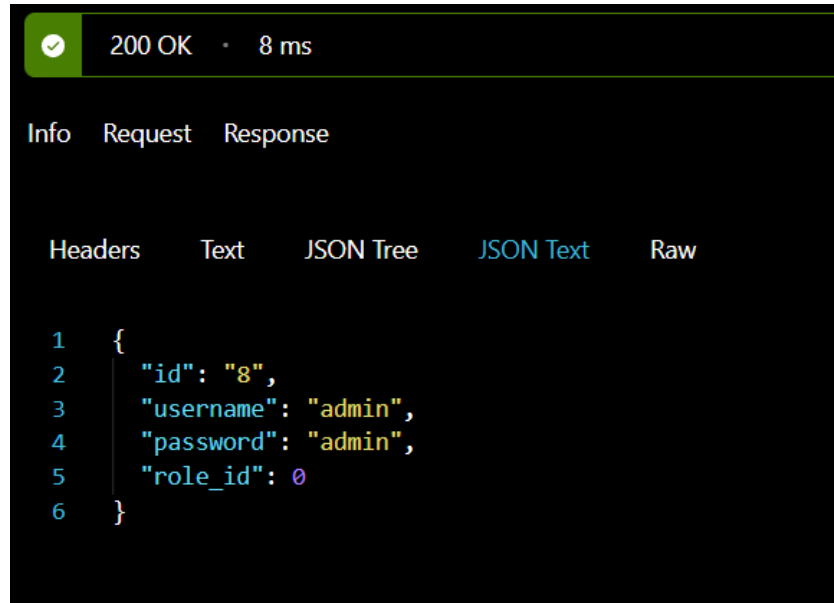 200 OK · 8 ms
Info Request Response
Headers Text JSON Tree JSON Text Raw
1 {
2 "id": "8",
3 "username": "admin",
4 "password": "admin",
5 "role_id": 0
6 }